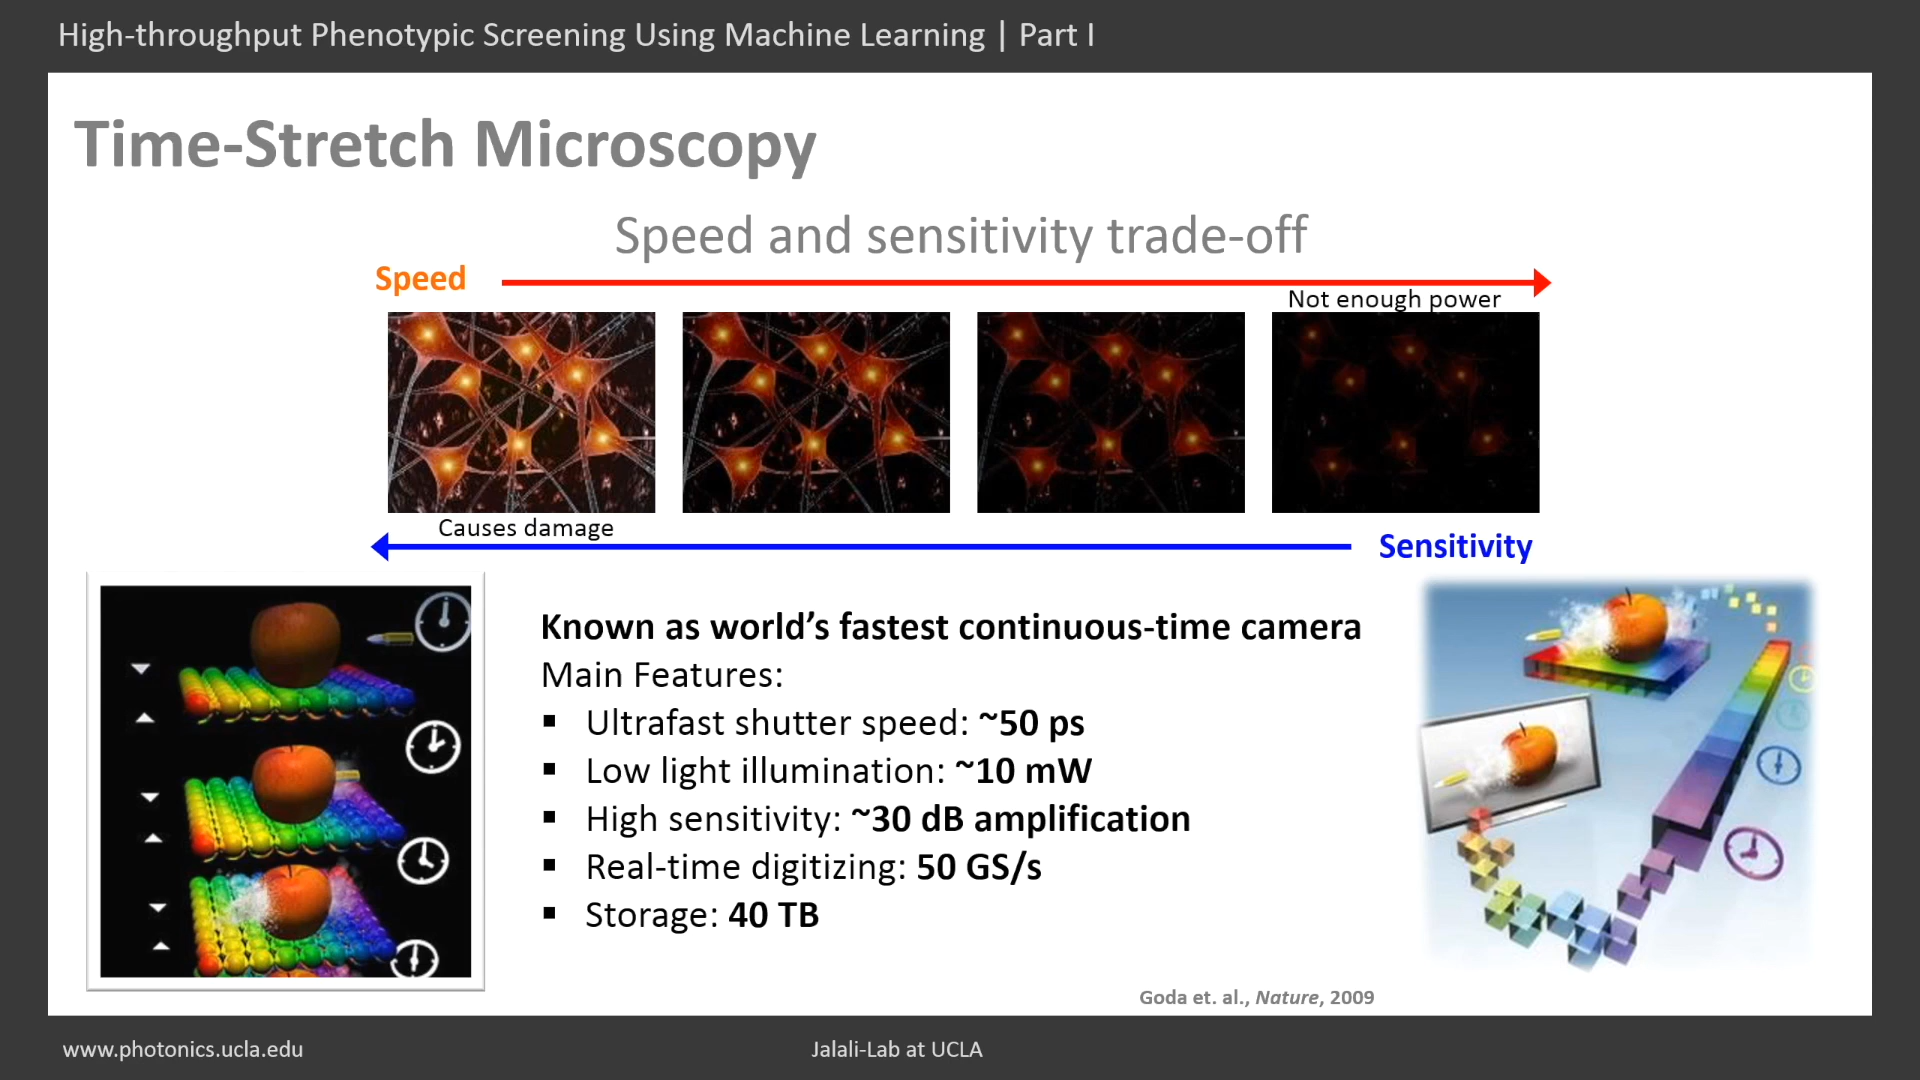 High-throughput Phenotypic Screening Using Machine Learning | Part I
Time-Stretch Microscopy
Speed and sensitivity trade-off
Speed
Not enough power
Causes damage
Sensitivity
Known as world's fastest continuous-time camera
Main Features:
▪ Ultrafast shutter speed: ~50 ps
▪ Low light illumination: ~10 mW
▪ High sensitivity: ~30 dB amplification
▪ Real-time digitizing: 50 GS/s
▪ Storage: 40 TB
Goda et. al., Nature, 2009
www.photonics.ucla.edu
Jalali-Lab at UCLA